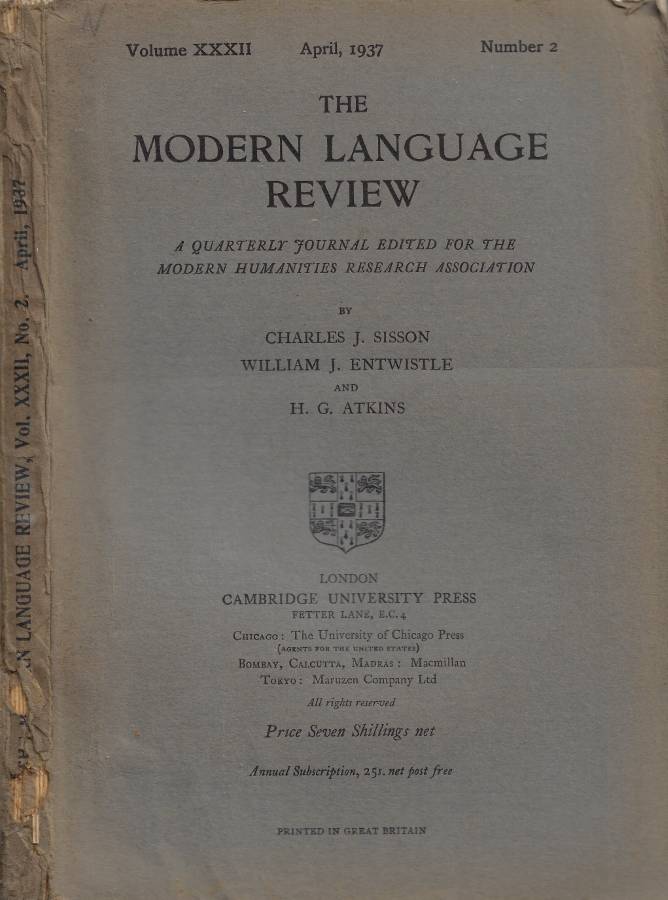 N
Volume XXXII April, 1937 Number 2
THE
MODERN LANGUAGE
REVIEW
A QUARTERLY JOURNAL EDITED FOR THE
MODERN HUMANITIES RESEARCH ASSOCIATION
BY
CHARLES J. SISSON
WILLIAM J. ENTWISTLE
AND
H. G. ATKINS
LONDON
CAMBRIDGE UNIVERSITY PRESS
FETTER LANE, E.C. 4
CHICAGO: The University of Chicago Press
(AGENTS FOR THE UNITED STATES)
BOMBAY, CALCUTTA, MADRAS: Macmillan
TOKYO: Maruzen Company Ltd
All rights reserved
Price Seven Shillings net
Annual Subscription, 25s. net post free
PRINTED IN GREAT BRITAIN
LANGUAGE REVIEW, Vol. XXXII, No. 2. April, 1937